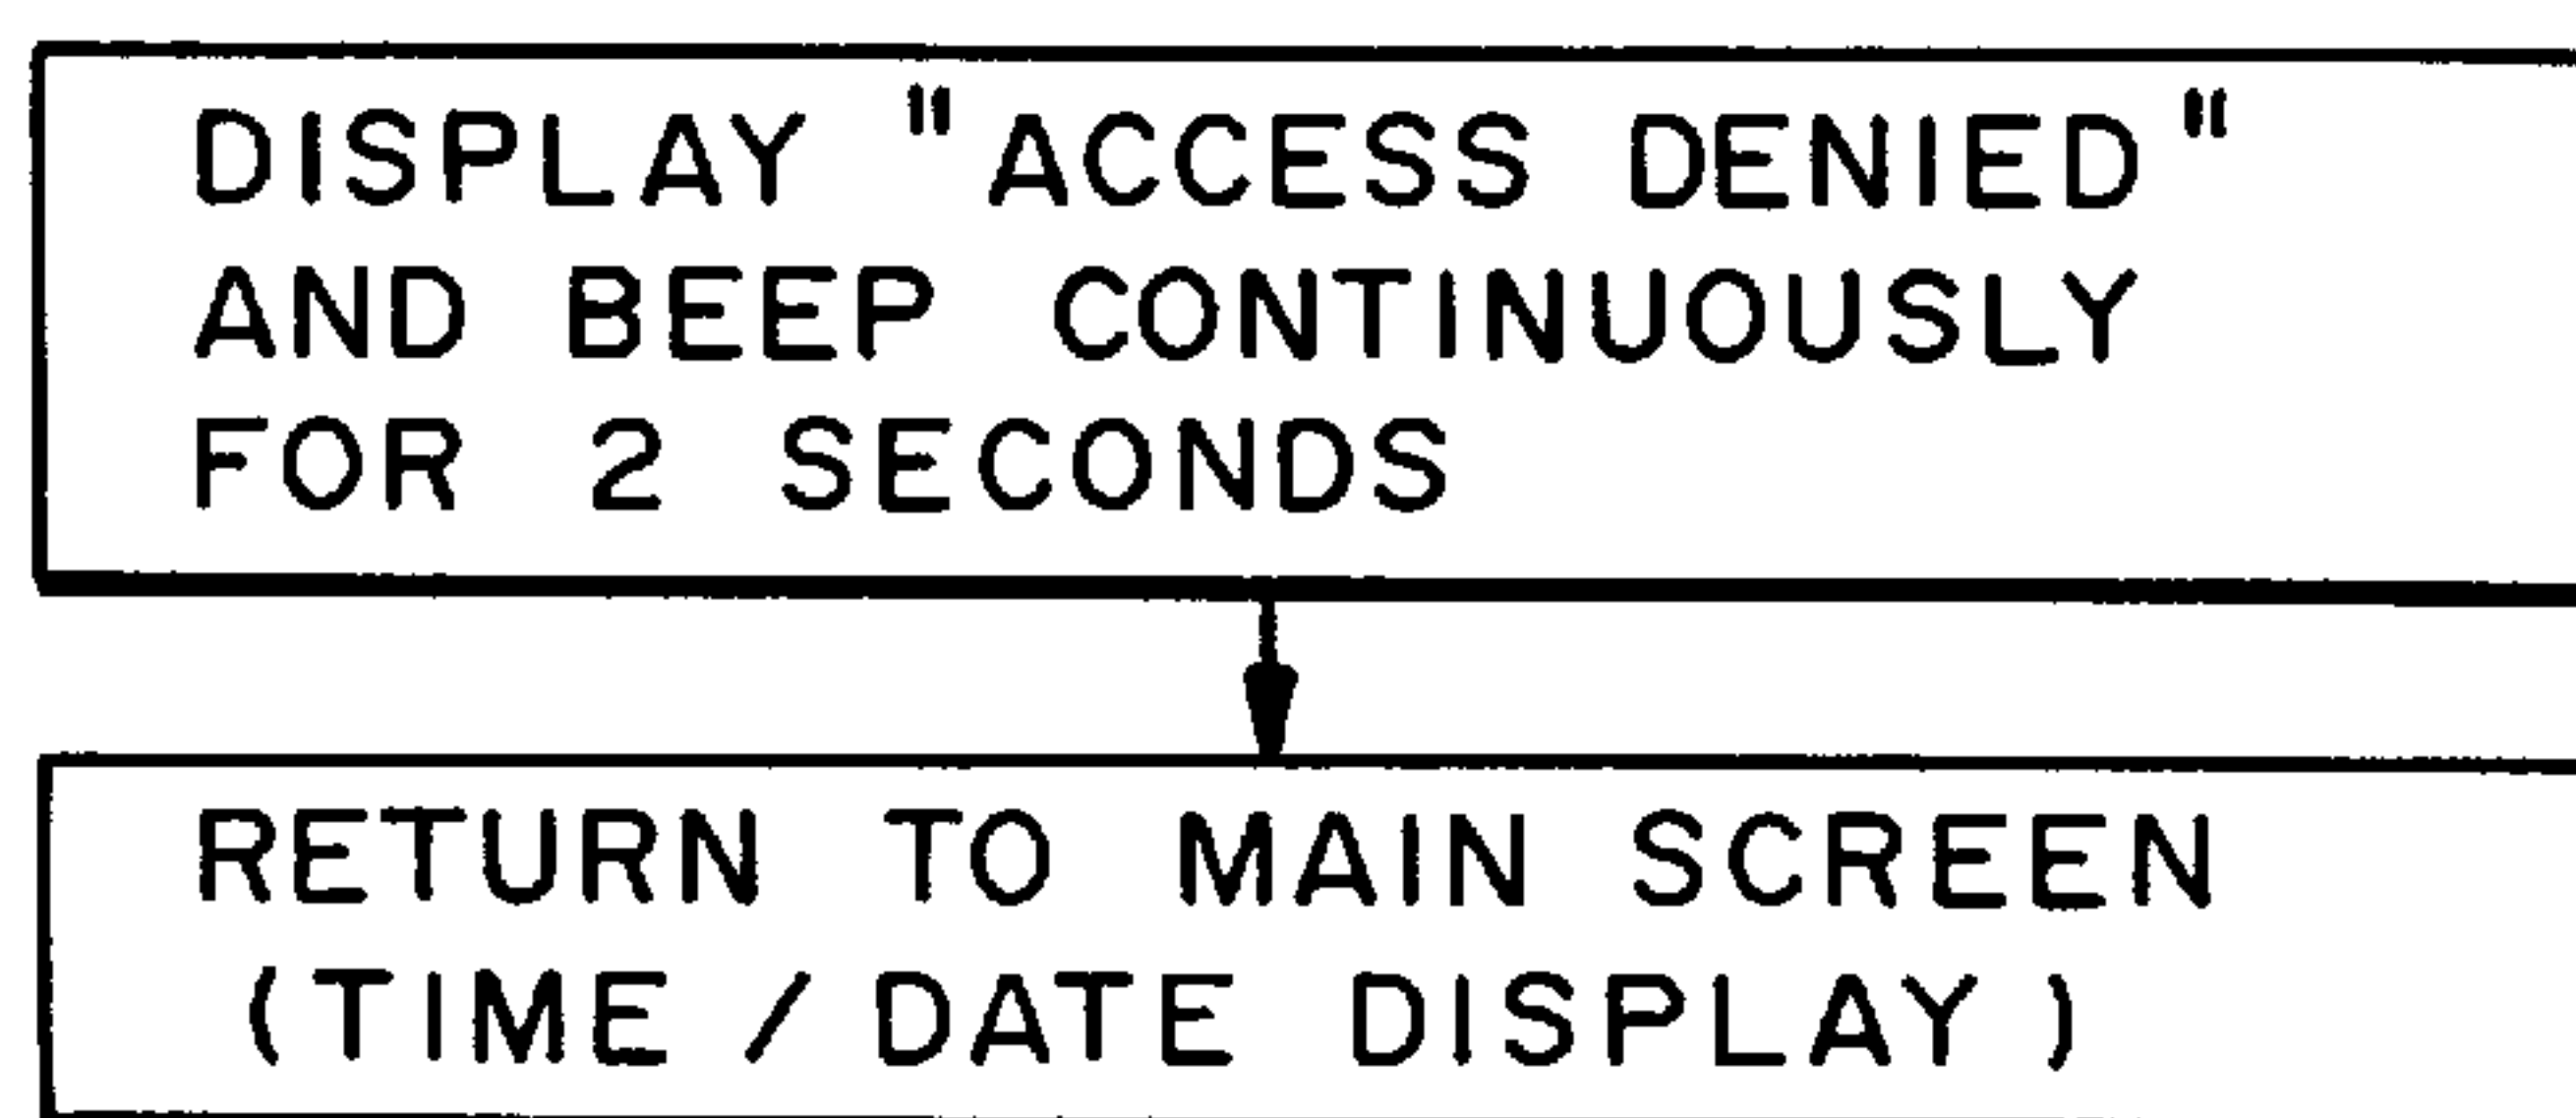 DISPLAY "ACCESS DENIED"
AND BEEP CONTINUOUSLY
FOR 2 SECONDS
RETURN TO MAIN SCREEN
(TIME / DATE DISPLAY)